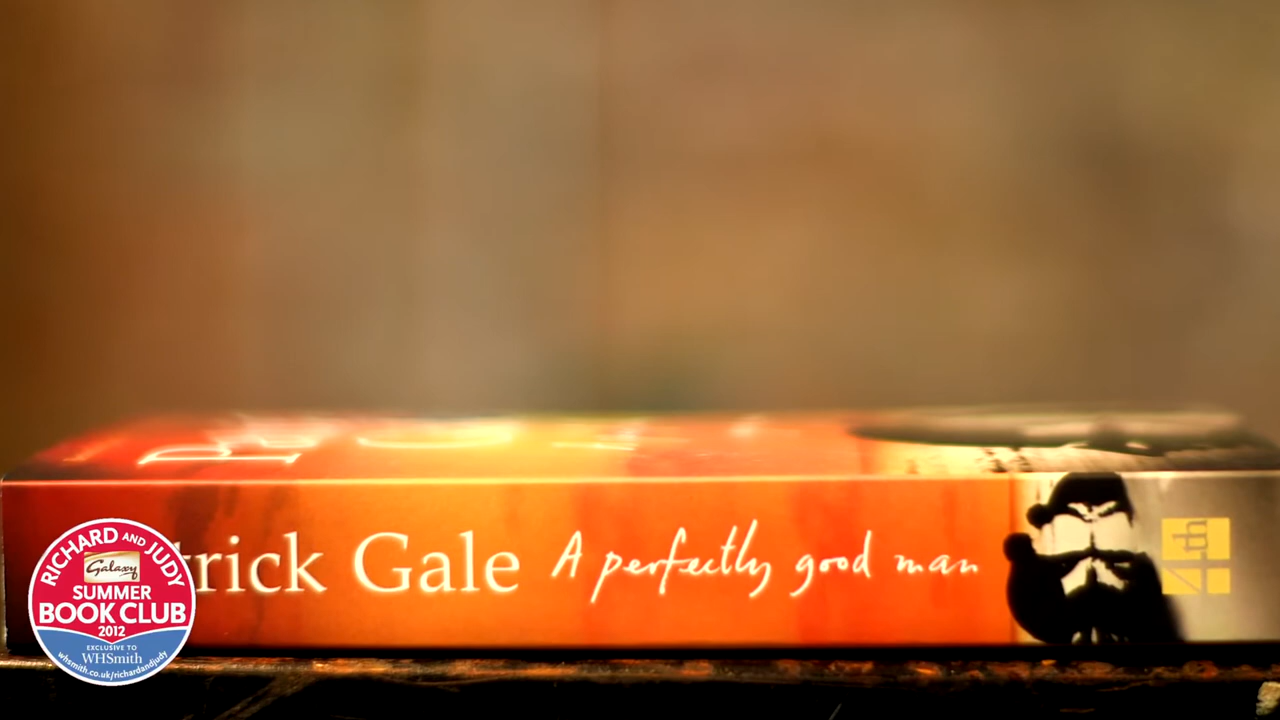 trick Gale A perfectly good man
RICHARD AND JUDY
Galaxy
SUMMER
BOOK CLUB
2012
EXCLUSIVE TO
WHSmith
whsmith.co.uk/richardandjudy